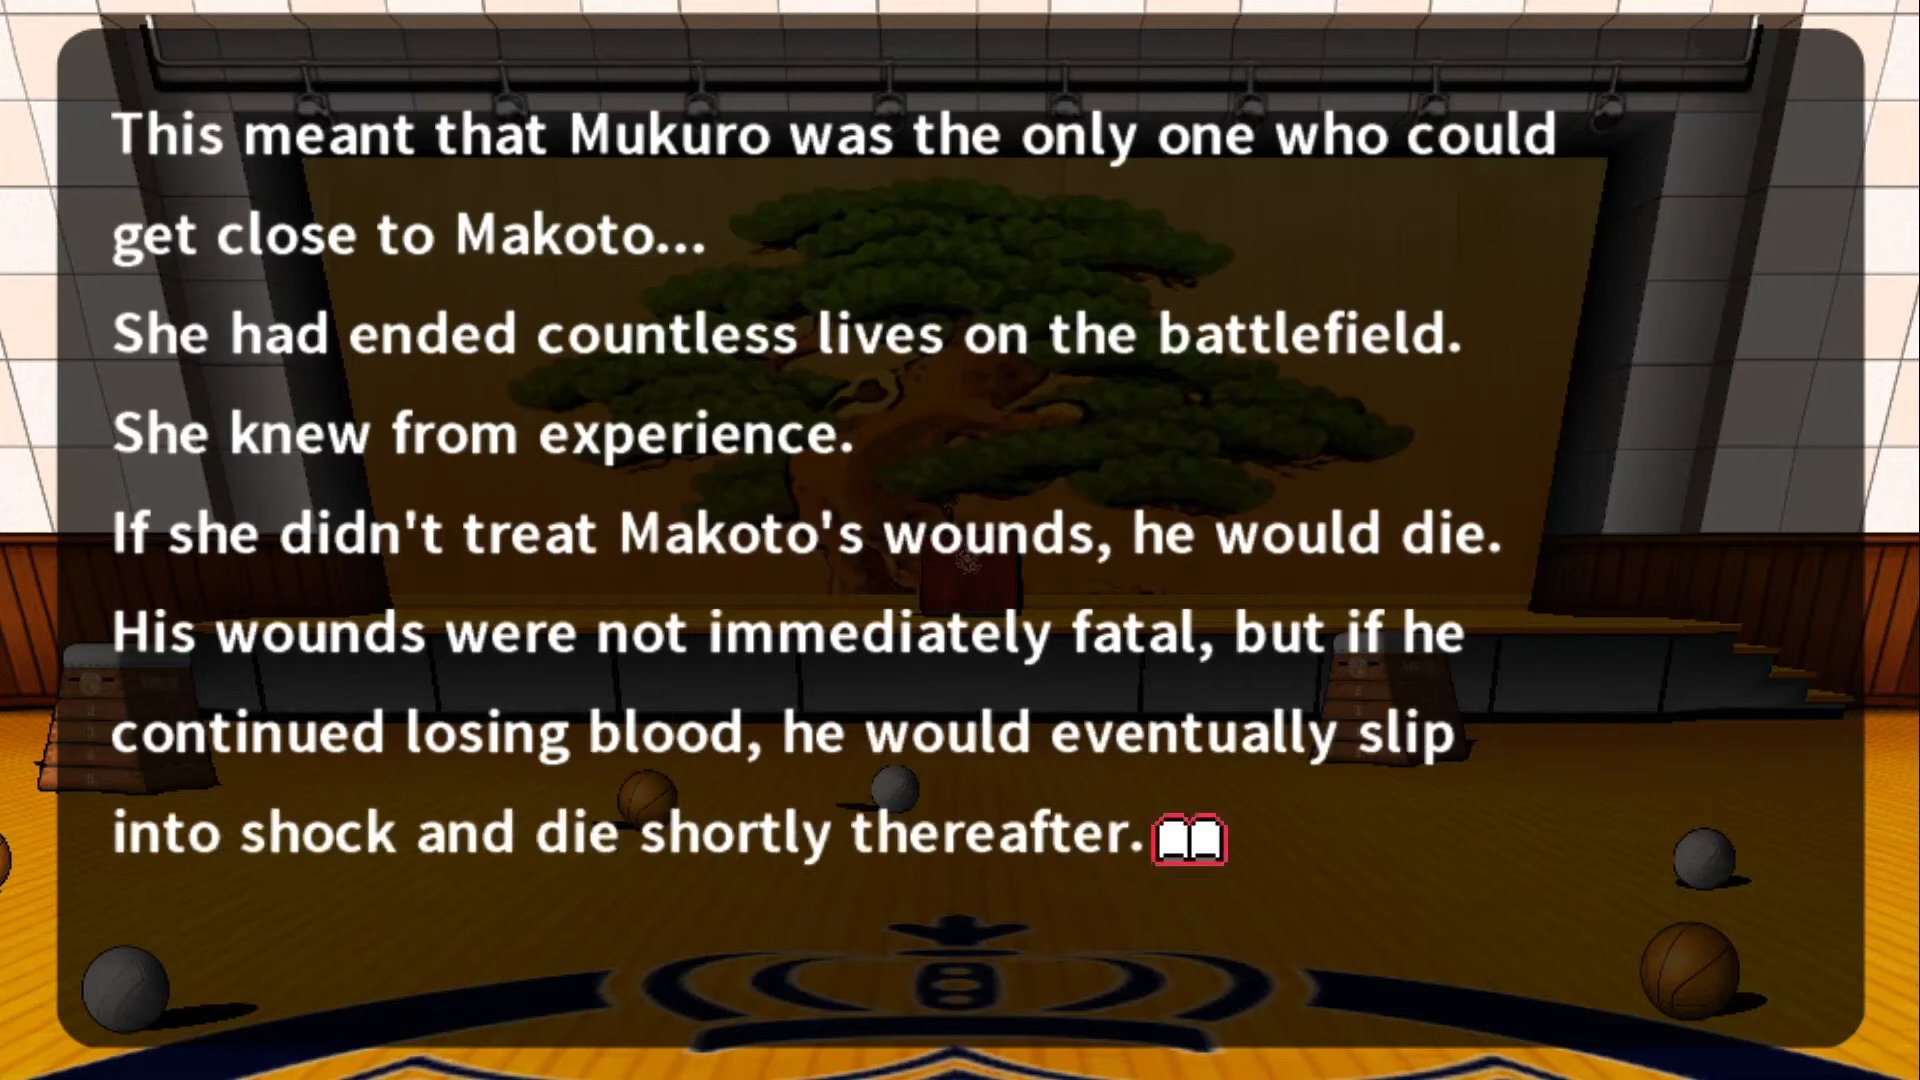 This meant that Mukuro was the only one who could
get close to Makoto...
She had ended countless lives on the battlefield.
She knew from experience.
If she didn't treat Makoto's wounds, he would die.
His wounds were not immediately fatal, but if he
continued losing blood, he would eventually slip
into shock and die shortly thereafter.